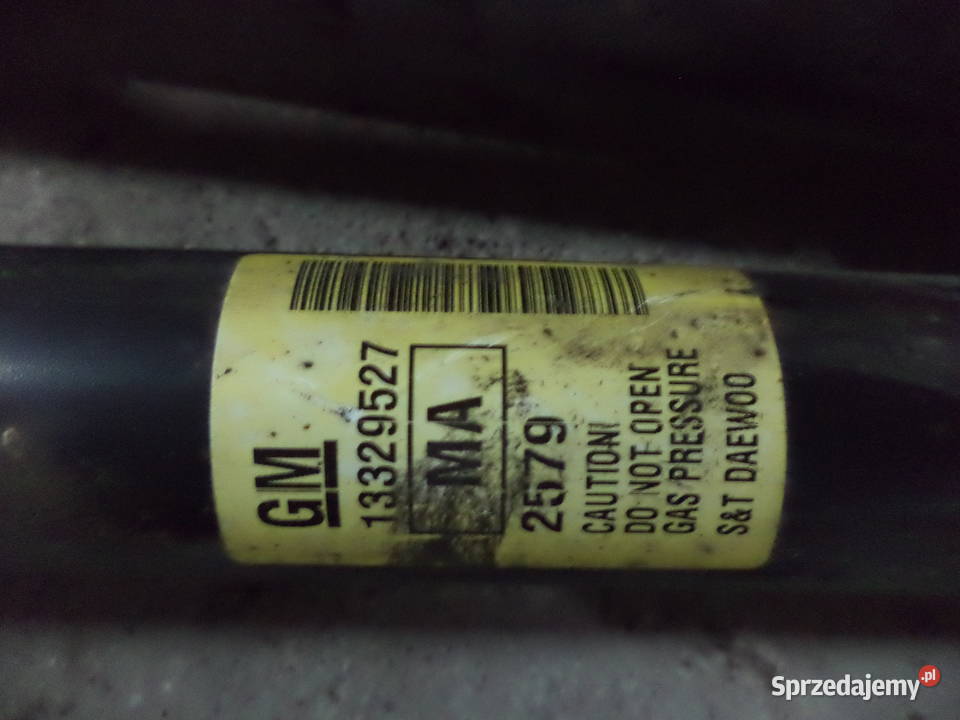 GM
13329527
MA
2579
CAUTION!
DO NOT OPEN
GAS PRESSURE
S&T DAEWOO
Sprzedajemy.pl